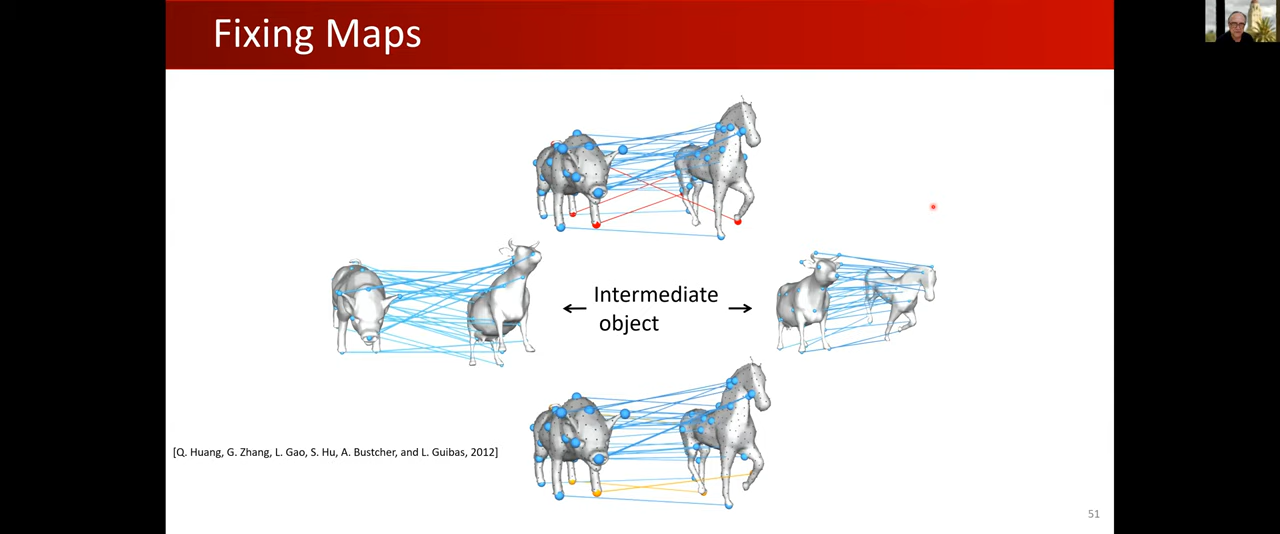 Fixing Maps
Intermediate
object
[Q. Huang, G. Zhang, L. Gao, S. Hu, A. Bustcher, and L. Guibas, 2012]
51